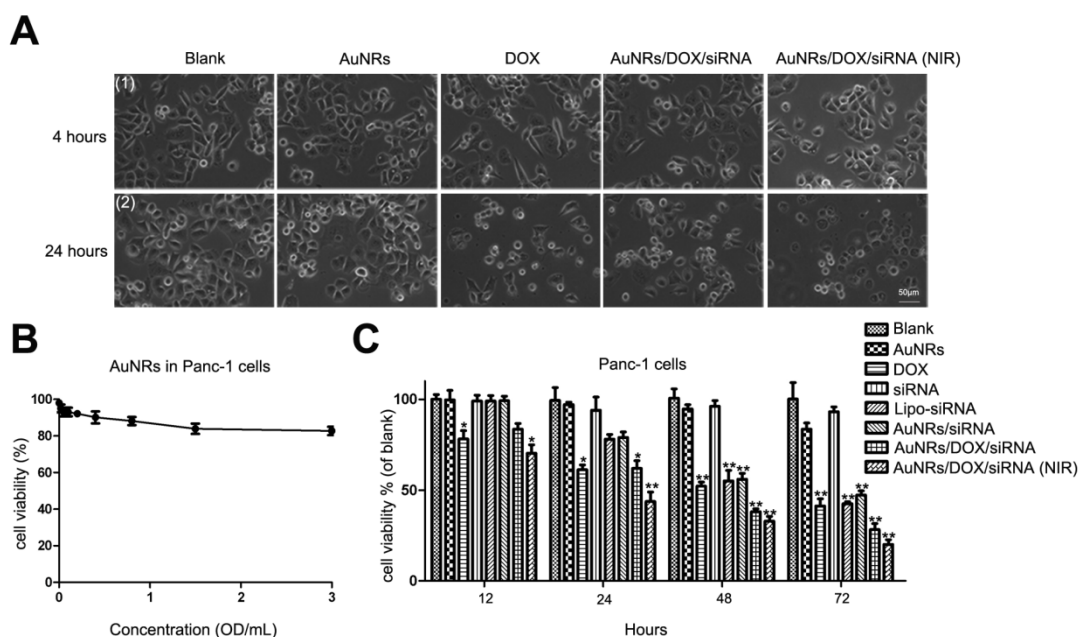 A
Blank AuNRs DOX AuNRs/DOX/siRNA AuNRs/DOX/siRNA (NIR)
(1)
4 hours
(2)
24 hours
50μm
B
AuNRs in Panc-1 cells
100
80
60
40
20
0
0 1 2 3
cell viability (%)
Concentration (OD/mL)
C
Panc-1 cells
Blank
AuNRs
DOX
siRNA
Lipo-siRNA
AuNRs/siRNA
AuNRs/DOX/siRNA
AuNRs/DOX/siRNA (NIR)
100
50
0
* * * * ** ** ** ** ** ** ** ** ** ** **
12 24 48 72
cell viability % (of blank)
Hours